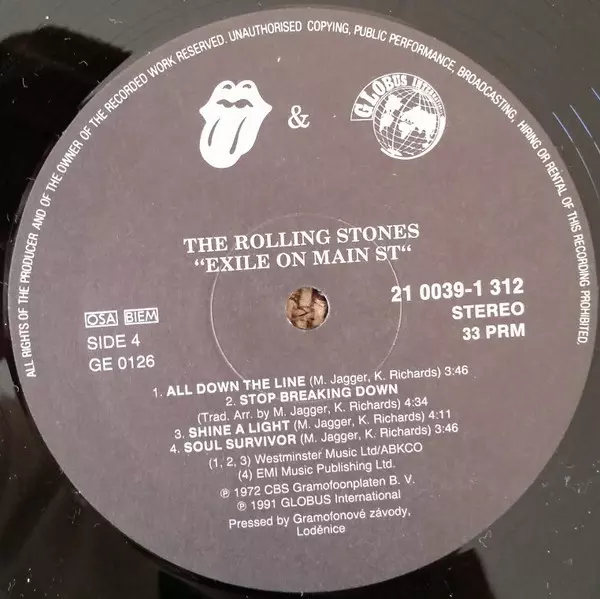 ALL RIGHTS OF THE PRODUCER AND OF THE OWNER OF THE RECORDED WORK RESERVED. UNAUTHORISED COPYING, PUBLIC PERFORMANCE, BROADCASTING, HIRING OR RENTAL OF THIS RECORDING PROHIBITED.
&
GLOBUS INTERNATIONAL
THE ROLLING STONES
"EXILE ON MAIN ST"
21 0039-1 312
STEREO
33 PRM
OSA BIEM
SIDE 4
GE 0126
1. ALL DOWN THE LINE (M. Jagger, K. Richards) 3:46
2. STOP BREAKING DOWN
(Trad. Arr. by M. Jagger, K. Richards) 4:34
3. SHINE A LIGHT (M. Jagger, K. Richards) 4:11
4. SOUL SURVIVOR (M. Jagger, K. Richards) 3:46
(1, 2, 3) Westminster Music Ltd/ABKCO
(4) EMI Music Publishing Ltd.
℗ 1972 CBS Gramofoonplaten B. V.
℗ 1991 GLOBUS International
Pressed by Gramofonové závody,
Loděnice